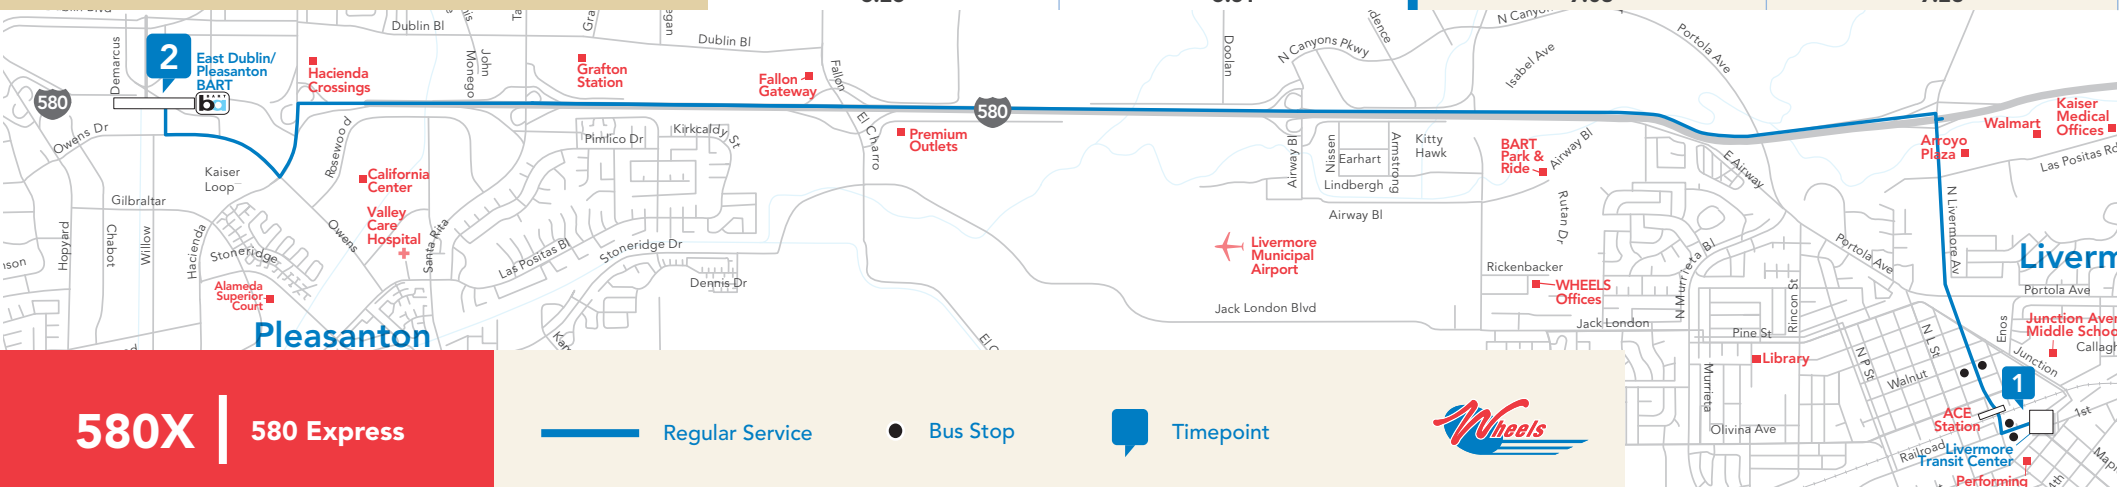 Dublin Bl
Dublin Bl
Demarcus
2
East Dublin/
Pleasanton
BART
ba
580
Hacienda
Crossings
Monego
John
Grafton
Station
Fallon
Gateway
Fallon
Doolan
N Canyons Pkwy
Isabel Ave
Portola Ave
580
Owens Dr
Rosewood
Pimlico Dr
Kirkcaldy St
El Charro
Premium
Outlets
Airway Bl
Nissen
Earhart
Armstrong
Kitty
Hawk
Lindbergh
Airway Bl
BART
Park &
Ride
Airway Bl
Rutan Dr
E Airway
Walmart
Kaiser
Medical
Offices
Arroyo
Plaza
Las Positas Rd
Kaiser
Loop
Gilbraltar
California
Center
Valley
Care
Hospital
Hopyard
Chabot
Willow
Hacienda
Stoneridge
Owens
Santa Rita
Las Positas Bl
Stoneridge Dr
Dennis Dr
Livermore
Municipal
Airport
Jack London Blvd
Rickenbacker
WHEELS
Offices
Jack London
N Murrieta Bl
Rincon St
Pine St
Library
Portola Ave
N Livermore Av
Portola Ave
Alameda
Superior
Court
Pleasanton
Enos
Middle
Junction
N L St
N P St
Walnut
Murrieta
Olivina Ave
1
1st
ACE
Station
Railroad
Livermore
Transit Center
Performing
580X
580 Express
Regular Service
Bus Stop
Timepoint
Wheels